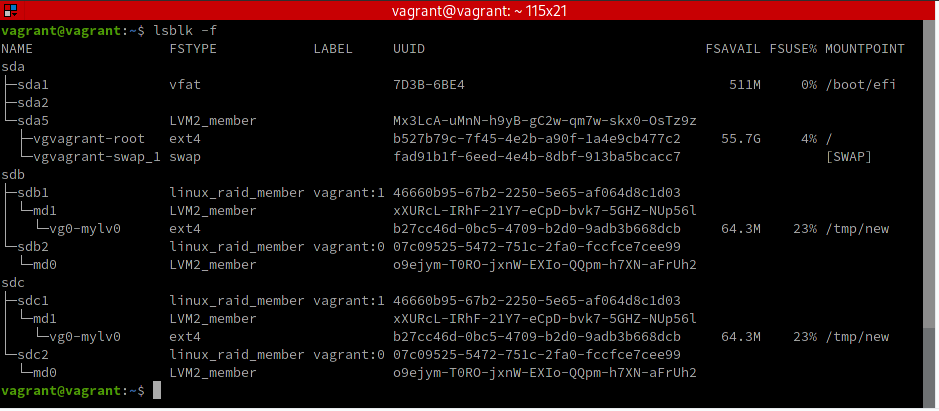 vagrant@vagrant: ~ 115x21
vagrant@vagrant:~$ lsblk -f
NAME FSTYPE LABEL UUID FSAVAIL FSUSE% MOUNTPOINT
sda
├─sda1 vfat 7D3B-6BE4 511M 0% /boot/efi
├─sda2
└─sda5 LVM2_member Mx3LcA-uMnN-h9yB-gC2w-qm7w-skx0-OsTz9z
├─vgvagrant-root ext4 b527b79c-7f45-4e2b-a90f-1a4e9cb477c2 55.7G 4% /
└─vgvagrant-swap_1 swap fad91b1f-6eed-4e4b-8dbf-913ba5bcacc7 [SWAP]
sdb
├─sdb1 linux_raid_member vagrant:1 46660b95-67b2-2250-5e65-af064d8c1d03
│ └─md1 LVM2_member xXURcL-IRhF-21Y7-eCpD-bvk7-5GHZ-NUp56l
│ └─vg0-mylv0 ext4 b27cc46d-0bc5-4709-b2d0-9adb3b668dcb 64.3M 23% /tmp/new
└─sdb2 linux_raid_member vagrant:0 07c09525-5472-751c-2fa0-fccfce7cee99
└─md0 LVM2_member o9ejym-T0RO-jxnW-EXIo-QQpm-h7XN-aFrUh2
sdc
├─sdc1 linux_raid_member vagrant:1 46660b95-67b2-2250-5e65-af064d8c1d03
│ └─md1 LVM2_member xXURcL-IRhF-21Y7-eCpD-bvk7-5GHZ-NUp56l
│ └─vg0-mylv0 ext4 b27cc46d-0bc5-4709-b2d0-9adb3b668dcb 64.3M 23% /tmp/new
└─sdc2 linux_raid_member vagrant:0 07c09525-5472-751c-2fa0-fccfce7cee99
└─md0 LVM2_member o9ejym-T0RO-jxnW-EXIo-QQpm-h7XN-aFrUh2
vagrant@vagrant:~$